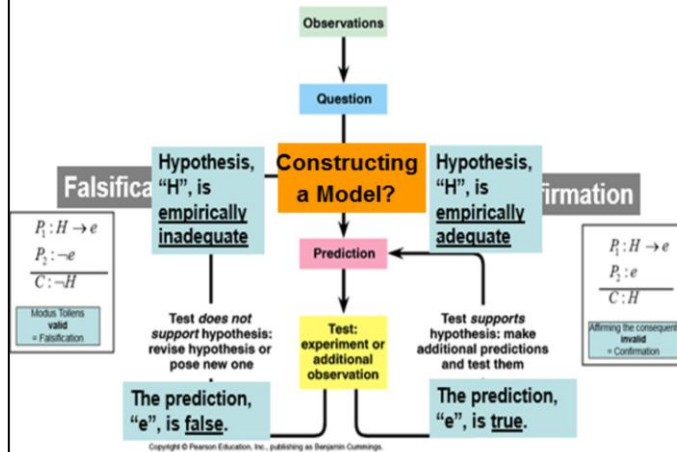 Observations
Question
Constructing
a Model?
Falsifica
Hypothesis,
“H”, is
empirically
inadequate
Hypothesis,
“H”, is
empirically
adequate
firmation
P₁ : H → e
P₂ : ¬e
C : ¬H
Modus Tollens
valid
= Falsification
Prediction
P₁ : H → e
P₂ : e
C : H
Affirming the consequent
invalid
= Confirmation
Test does not
support hypothesis:
revise hypothesis or
pose new one
Test:
experiment or
additional
observation
Test supports
hypothesis: make
additional predictions
and test them
The prediction,
“e”, is false.
The prediction,
“e”, is true.
Copyright © Pearson Education, Inc., publishing as Benjamin Cummings.